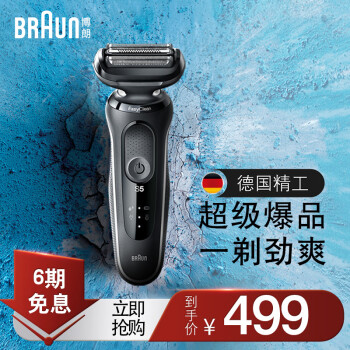 BRAUN 博朗
EasyClean
S5
BRAUN
德国精工
超级爆品
一剃劲爽
6期
免息
立即
抢购
到手价
¥499